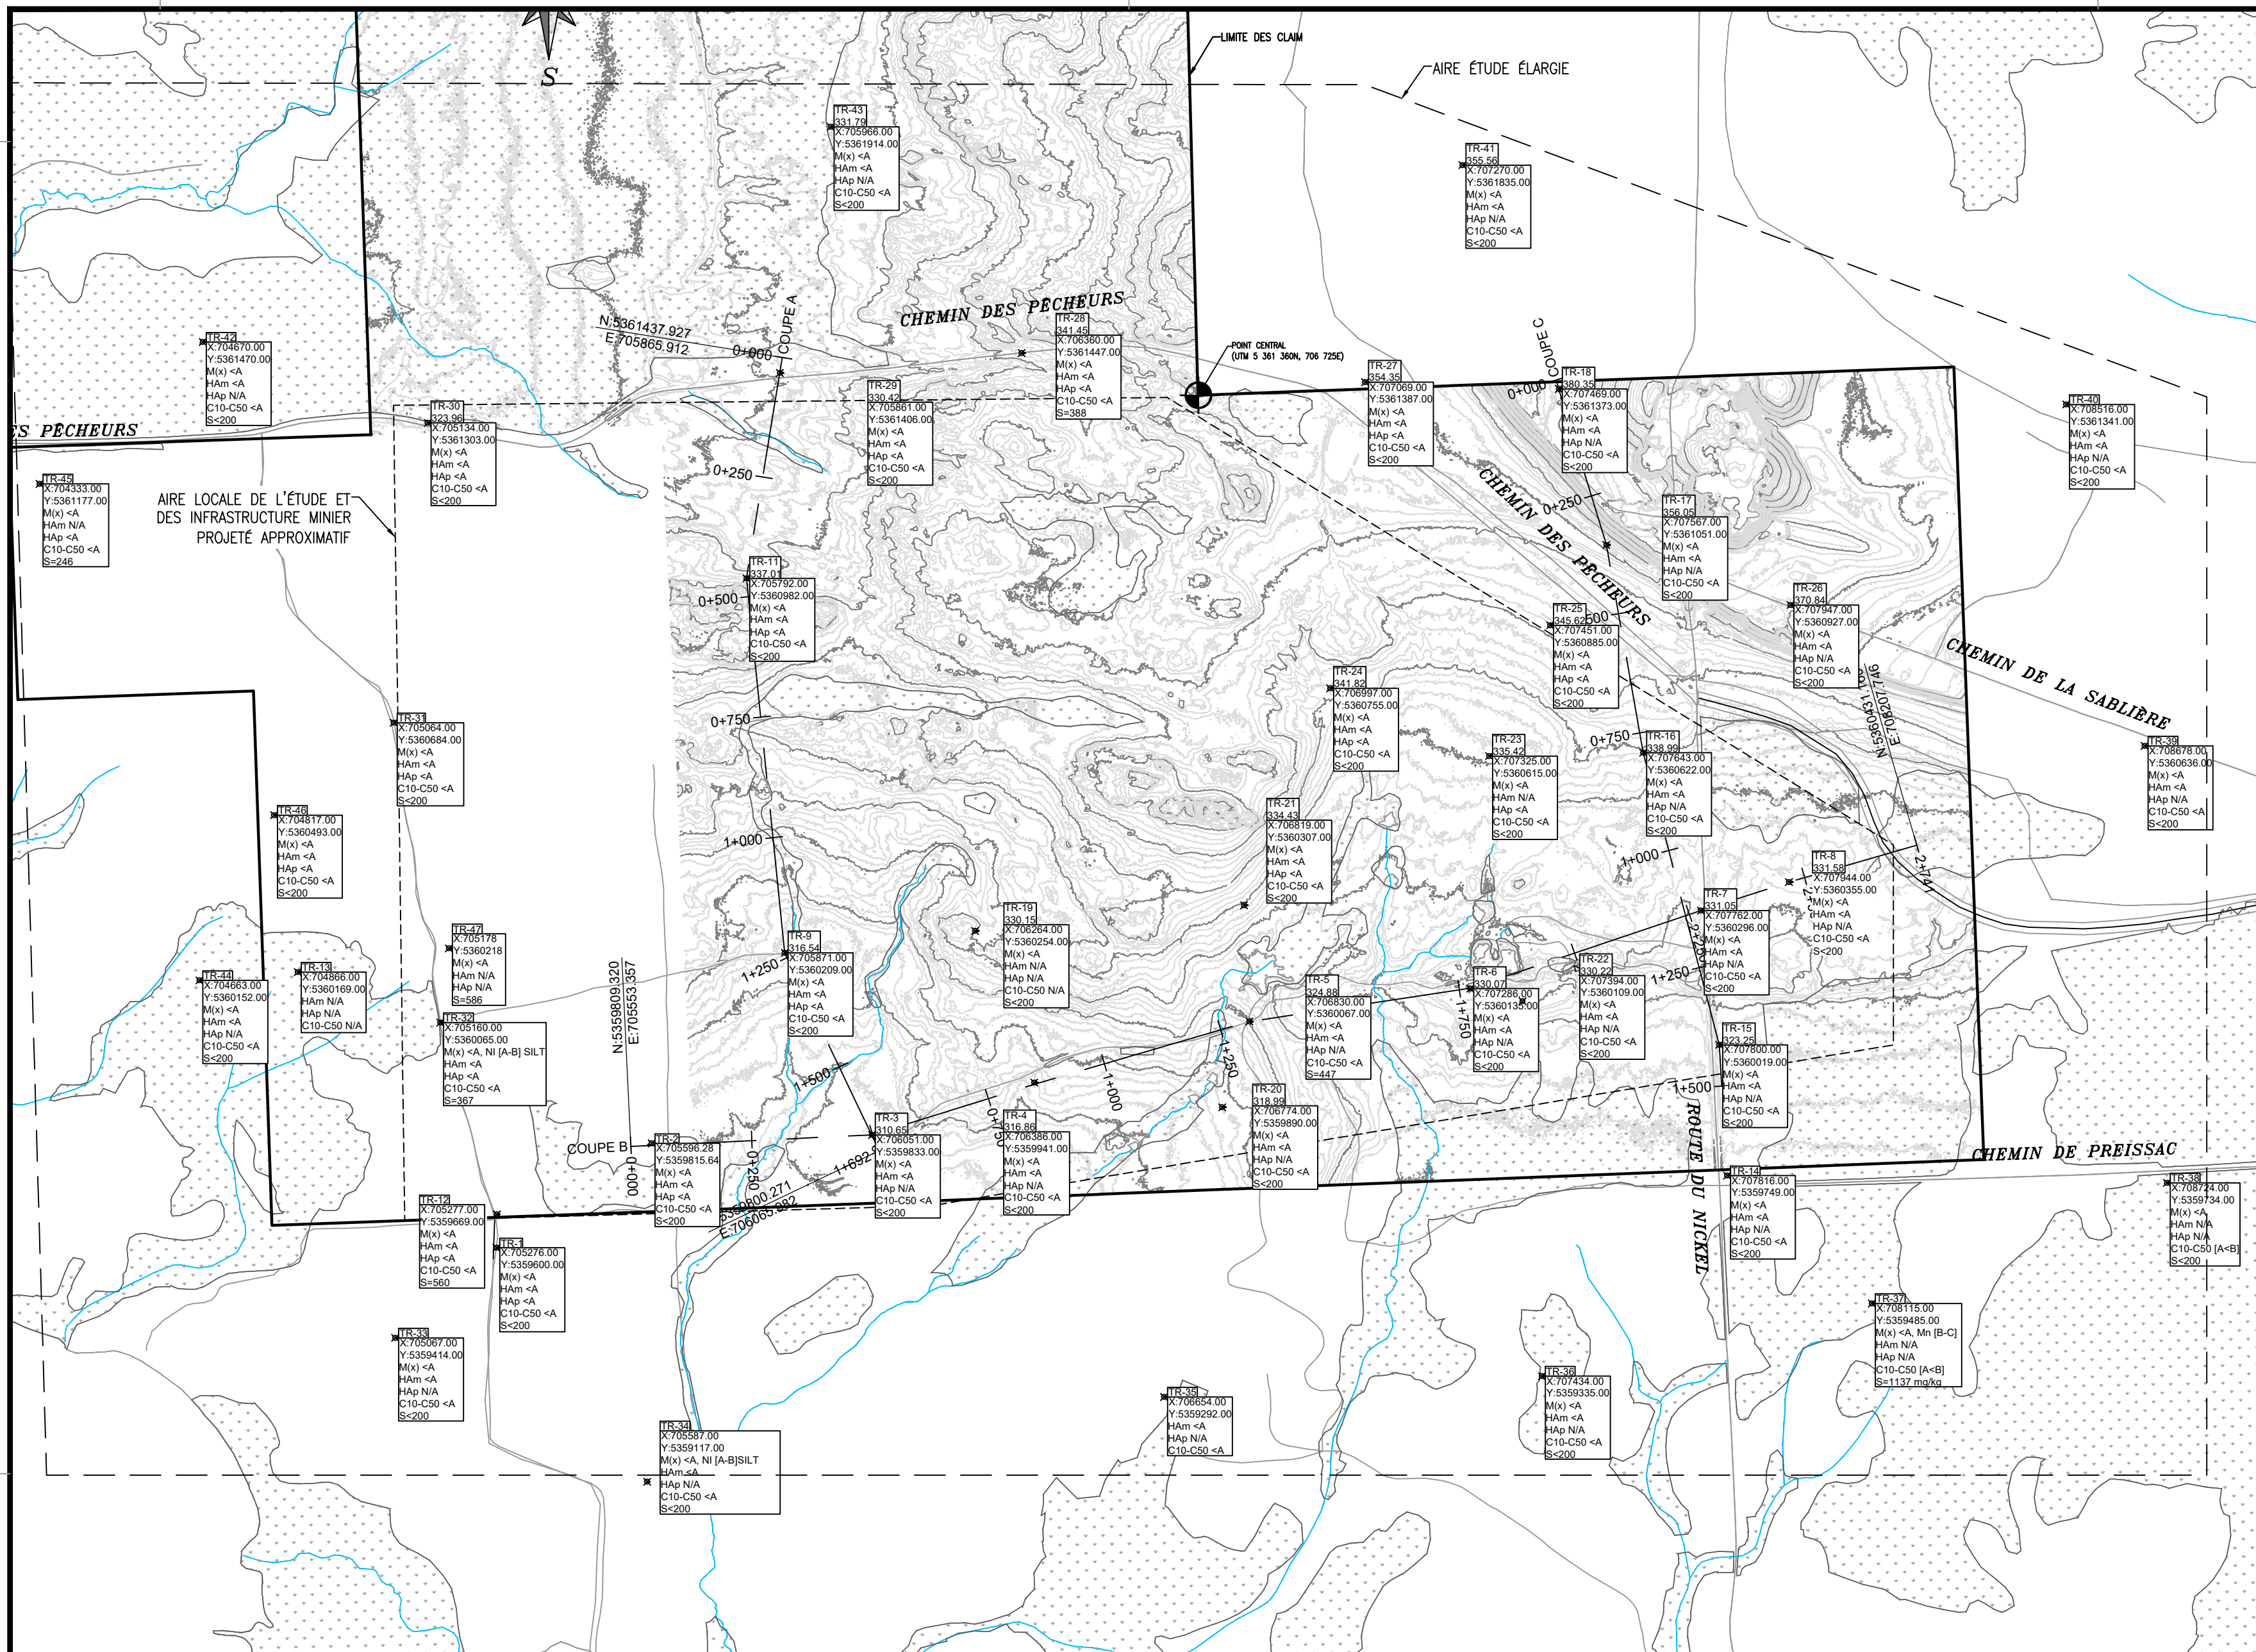 S
LIMITE DES CLAIM
AIRE ÉTUDE ÉLARGIE
TR-43
331.79
X:705966.00
Y:5361914.00
M(x) <A
HAm <A
HAp N/A
C10-C50 <A
S<200
TR-41
355.56
X:707270.00
Y:5361835.00
M(x) <A
HAm <A
HAp N/A
C10-C50 <A
S<200
CHEMIN DES PÊCHEURS
N:5361437.927
E:705865.912
0+000
COUPE A
TR-28
341.45
X:706360.00
Y:5361447.00
M(x) <A
HAm <A
HAp <A
C10-C50 <A
S=388
POINT CENTRAL
(UTM 5 361 360N, 706 725E)
TR-42
X:704670.00
Y:5361470.00
M(x) <A
HAm <A
HAp N/A
C10-C50 <A
S<200
ES PÊCHEURS
TR-30
323.96
X:705134.00
Y:5361303.00
M(x) <A
HAm <A
HAp <A
C10-C50 <A
S<200
TR-29
330.42
X:705861.00
Y:5361406.00
M(x) <A
HAm <A
HAp <A
C10-C50 <A
S<200
0+250
TR-27
354.35
X:707069.00
Y:5361387.00
M(x) <A
HAm <A
HAp <A
C10-C50 <A
S<200
COUPE C
0+000
TR-18
380.35
X:707469.00
Y:5361373.00
M(x) <A
HAm <A
HAp N/A
C10-C50 <A
S<200
TR-40
X:708516.00
Y:5361341.00
M(x) <A
HAm <A
HAp N/A
C10-C50 <A
S<200
TR-45
X:704333.00
Y:5361177.00
M(x) <A
HAm N/A
HAp <A
C10-C50 <A
S=246
AIRE LOCALE DE L'ÉTUDE ET
DES INFRASTRUCTURE MINIER
PROJETÉ APPROXIMATIF
CHEMIN DES PÊCHEURS
0+250
TR-17
356.05
X:707567.00
Y:5361051.00
M(x) <A
HAm <A
HAp N/A
C10-C50 <A
S<200
TR-11
337.01
X:705792.00
Y:5360982.00
M(x) <A
HAm <A
HAp <A
C10-C50 <A
S<200
0+500
TR-25
345.62
500
X:707451.00
Y:5360885.00
M(x) <A
HAm <A
HAp <A
C10-C50 <A
S<200
TR-26
370.84
X:707947.00
Y:5360927.00
M(x) <A
HAm <A
HAp N/A
C10-C50 <A
S<200
E:708207.746
CHEMIN DE LA SABLIÈRE
TR-24
341.82
X:706997.00
Y:5360755.00
M(x) <A
HAm <A
HAp <A
C10-C50 <A
S<200
0+750
TR-31
X:705064.00
Y:5360684.00
M(x) <A
HAm <A
HAp <A
C10-C50 <A
S<200
TR-23
335.42
X:707325.00
Y:5360615.00
M(x) <A
HAm N/A
HAp <A
C10-C50 <A
S<200
0+750
TR-16
338.99
X:707643.00
Y:5360622.00
M(x) <A
HAm <A
HAp N/A
C10-C50 <A
S<200
TR-39
X:708678.00
Y:5360636.00
M(x) <A
HAm <A
HAp N/A
C10-C50 <A
S<200
TR-46
X:704817.00
Y:5360493.00
M(x) <A
HAm <A
HAp <A
C10-C50 <A
S<200
1+000
TR-21
334.43
X:706819.00
Y:5360307.00
M(x) <A
HAm <A
HAp <A
C10-C50 <A
S<200
1+000
TR-8
331.58
X:707944.00
Y:5360355.00
M(x) <A
HAm <A
HAp N/A
C10-C50 <A
S<200
2+741
TR-7
331.05
X:707762.00
Y:5360296.00
M(x) <A
HAm <A
HAp N/A
C10-C50 <A
S<200
2+250
TR-47
X:705178
Y:5360218
M(x) <A
HAm N/A
HAp N/A
S=586
TR-9
316.54
X:705871.00
Y:5360209.00
M(x) <A
HAm <A
HAp <A
C10-C50 <A
S<200
1+250
TR-19
330.15
X:706264.00
Y:5360254.00
M(x) <A
HAm N/A
HAp N/A
C10-C50 N/A
S<200
TR-44
X:704663.00
Y:5360152.00
M(x) <A
HAm <A
HAp N/A
C10-C50 <A
S<200
TR-13
X:704866.00
Y:5360169.00
HAm N/A
HAp N/A
C10-C50 N/A
N:5359809.320
E:705553.357
TR-5
324.88
X:706830.00
Y:5360067.00
M(x) <A
HAm <A
HAp N/A
C10-C50 <A
S=447
TR-6
330.07
X:707286.00
Y:5360135.00
M(x) <A
HAm <A
HAp N/A
C10-C50 <A
S<200
1+750
TR-22
330.22
X:707394.00
Y:5360109.00
M(x) <A
HAm <A
HAp N/A
C10-C50 <A
S<200
1+250
TR-32
X:705160.00
Y:5360065.00
M(x) <A, NI [A-B] SILT
HAm <A
HAp <A
C10-C50 <A
S=367
1+500
1+000
1+250
TR-15
323.25
X:707800.00
Y:5360019.00
M(x) <A
HAm <A
HAp N/A
C10-C50 <A
S<200
1+500
TR-20
318.99
X:706774.00
Y:5359890.00
M(x) <A
HAm <A
HAp N/A
C10-C50 <A
S<200
ROUTE DU NICKEL
COUPE B
0+000
TR-2
X:705596.28
Y:5359815.64
M(x) <A
HAm <A
HAp <A
C10-C50 <A
S<200
0+250
1+692
TR-3
310.65
X:706051.00
Y:5359833.00
M(x) <A
HAm <A
HAp N/A
C10-C50 <A
S<200
0+750
TR-4
316.86
X:706386.00
Y:5359941.00
M(x) <A
HAm <A
HAp N/A
C10-C50 <A
S<200
E:706065.982
CHEMIN DE PREISSAC
TR-12
X:705277.00
Y:5359669.00
M(x) <A
HAm <A
HAp <A
C10-C50 <A
S=560
TR-1
X:705276.00
Y:5359600.00
M(x) <A
HAm <A
HAp <A
C10-C50 <A
S<200
TR-14
X:707816.00
Y:5359749.00
M(x) <A
HAm <A
HAp N/A
C10-C50 <A
S<200
TR-38
X:708724.00
Y:5359734.00
M(x) <A
HAm N/A
HAp N/A
C10-C50 [A<B]
S<200
TR-37
X:708115.00
Y:5359485.00
M(x) <A, Mn [B-C]
HAm N/A
HAp N/A
C10-C50 [A<B]
S=1137 mg/kg
TR-33
X:705067.00
Y:5359414.00
M(x) <A
HAm <A
HAp N/A
C10-C50 <A
S<200
TR-36
X:707434.00
Y:5359335.00
M(x) <A
HAm <A
HAp N/A
C10-C50 <A
S<200
TR-35
X:706654.00
Y:5359292.00
HAm <A
HAp N/A
C10-C50 <A
TR-34
X:705587.00
Y:5359117.00
M(x) <A, NI [A-B]SILT
HAm <A
HAp N/A
C10-C50 <A
S<200